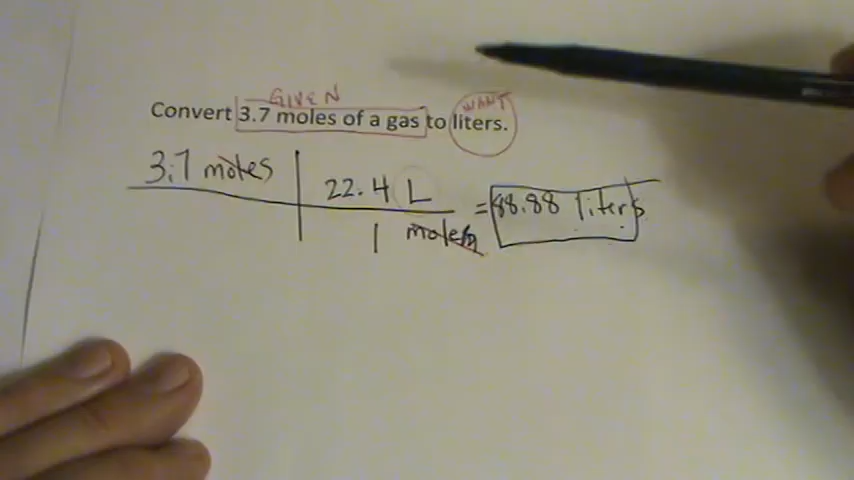 GIVEN WANT
Convert 3.7 moles of a gas to liters.
3.7 moles 22.4 L = 88.88 liters
1 mole